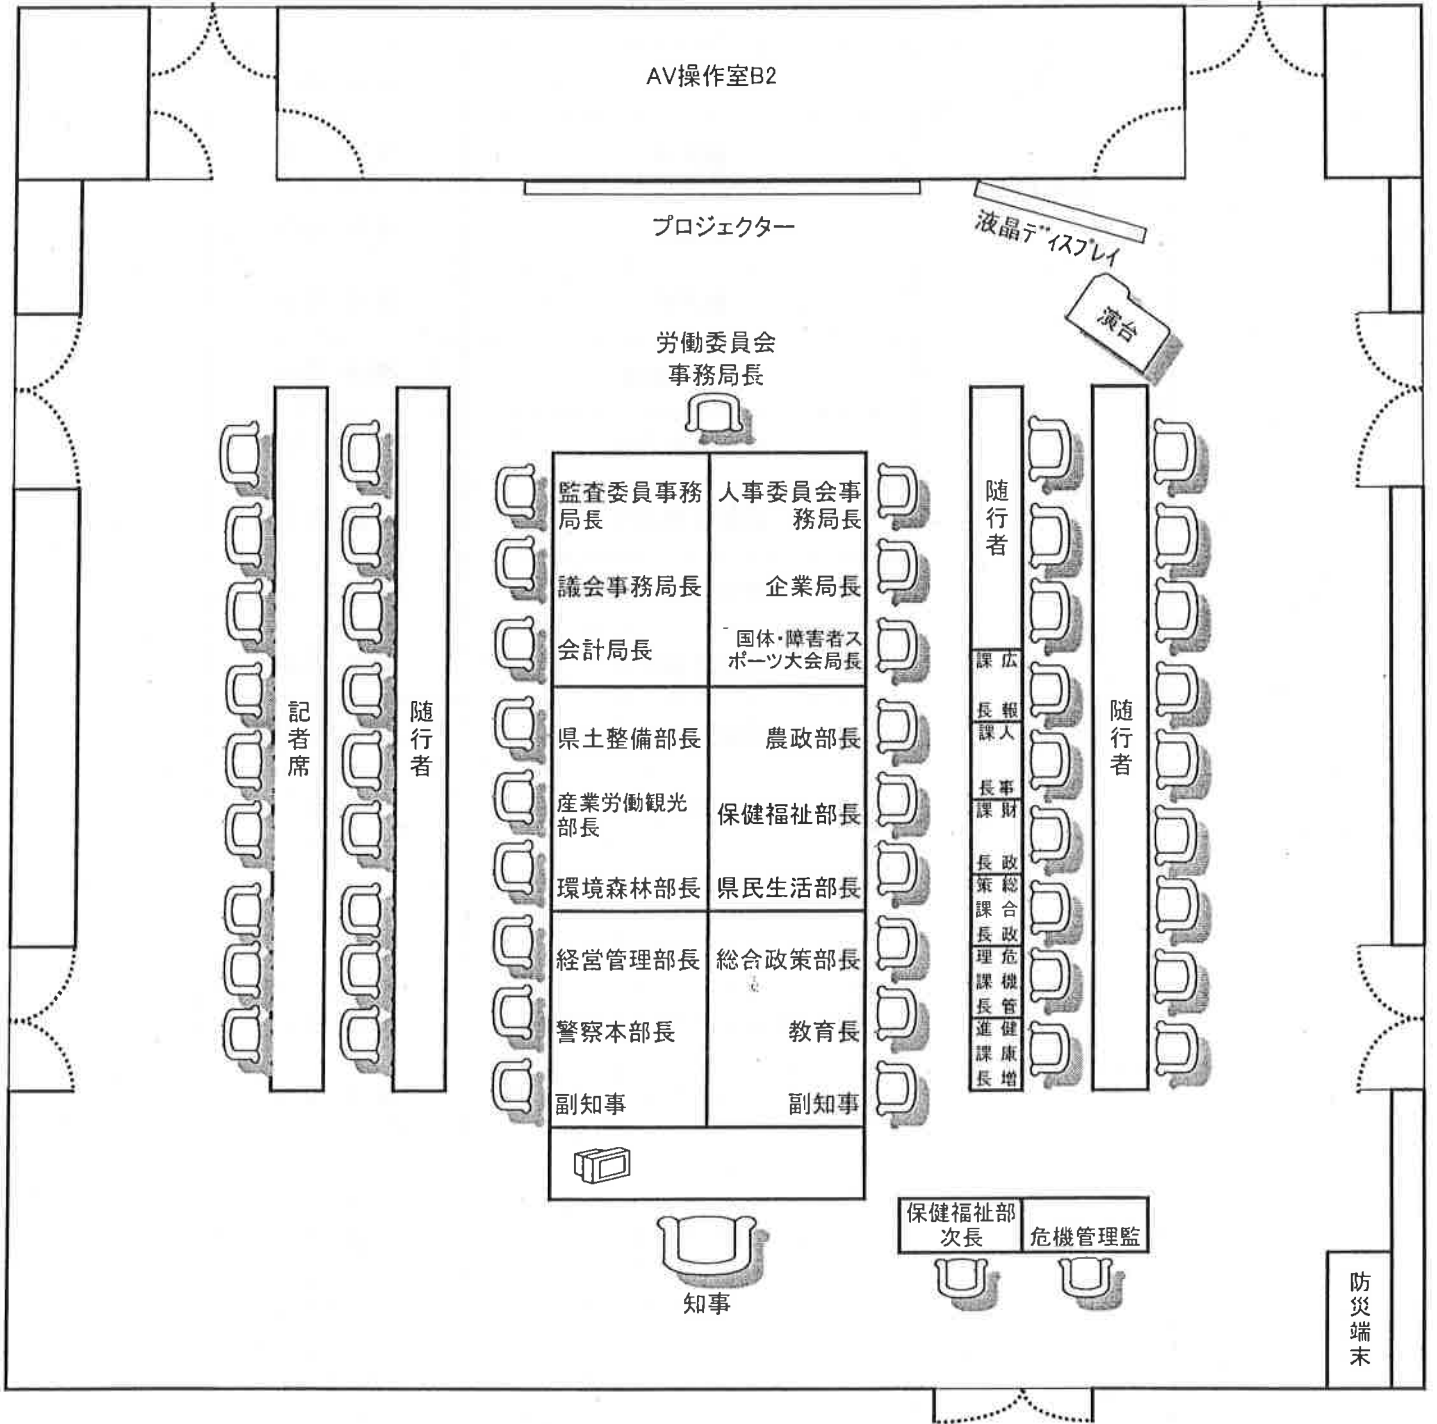 AV操作室B2
プロジェクター
液晶ディスプレイ
演台
労働委員会
事務局長
監査委員事務
局長
議会事務局長
会計局長
県土整備部長
産業労働観光
部長
環境森林部長
経営管理部長
警察本部長
副知事
人事委員会事
務局長
企業局長
国体・障害者ス
ポーツ大会局長
農政部長
保健福祉部長
県民生活部長
総合政策部長
教育長
副知事
記者席
随行者
随行者
広報
課長
人事
課長
財政
課長
総合政
策課長
危機管
理課長
健康増
進課長
随行者
知事
保健福祉部
次長
危機管理監
防災端末